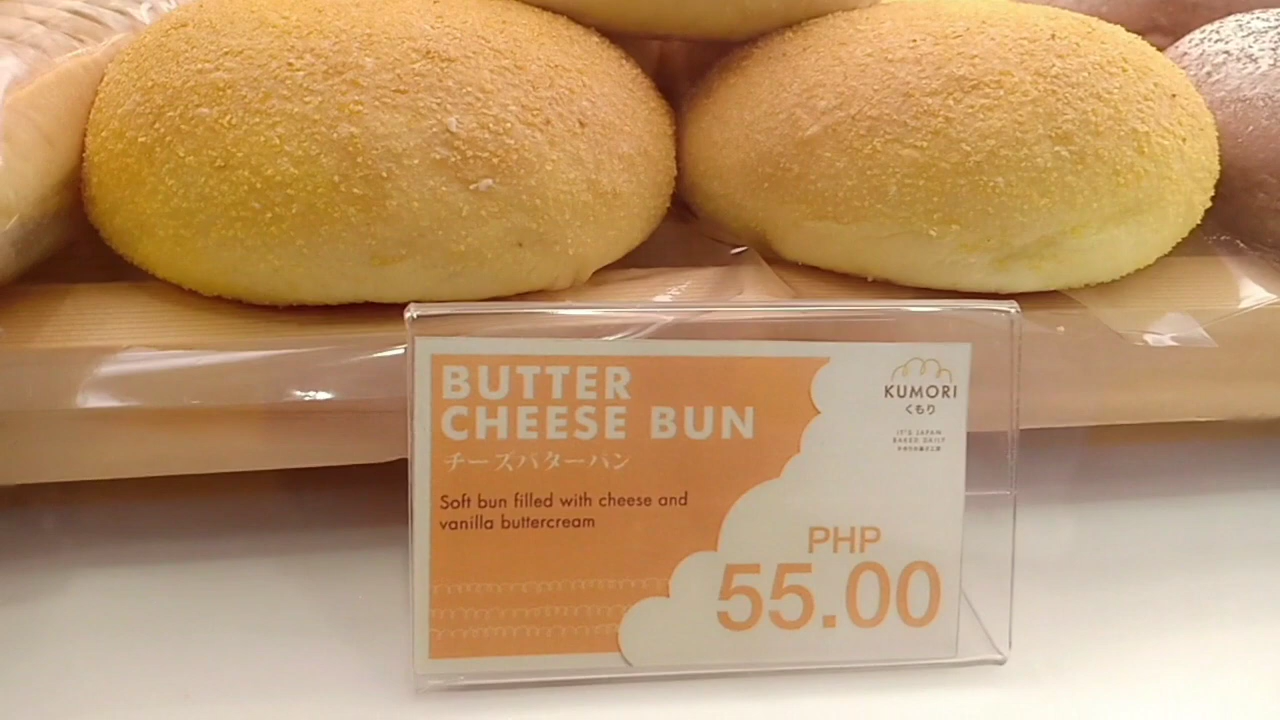 BUTTER
CHEESE BUN
チーズバターパン
Soft bun filled with cheese and
vanilla buttercream
KUMORI
くもり
IT'S JAPAN
BAKED DAILY
PHP
55.00